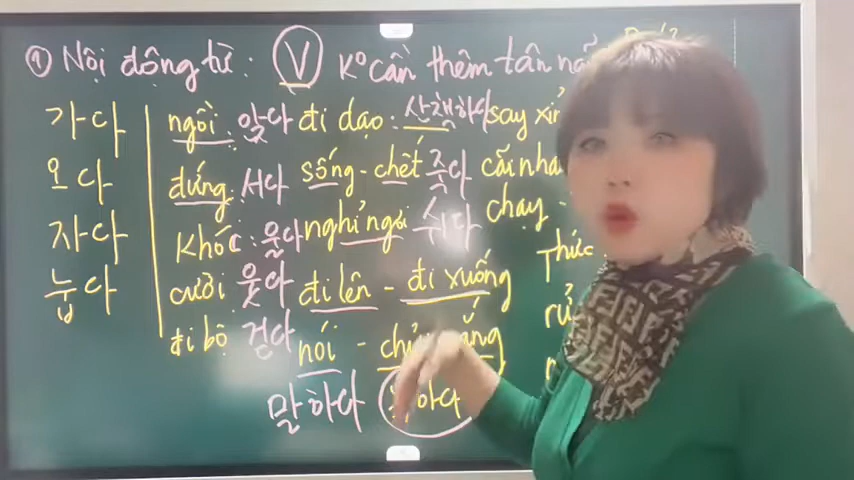 ① Nội động từ: V K° cần thêm tân
가다
오다
자다
눕다
ngồi: 앉다
đứng: 서다
khóc: 울다
cười 웃다
đi bộ 걷다
đi dạo: 산책하다
sống - chết 죽다
nghỉ ngơi 쉬다
đi lên - đi xuống
nói -
말하다
say xỉn
cãi nhau
chạy -